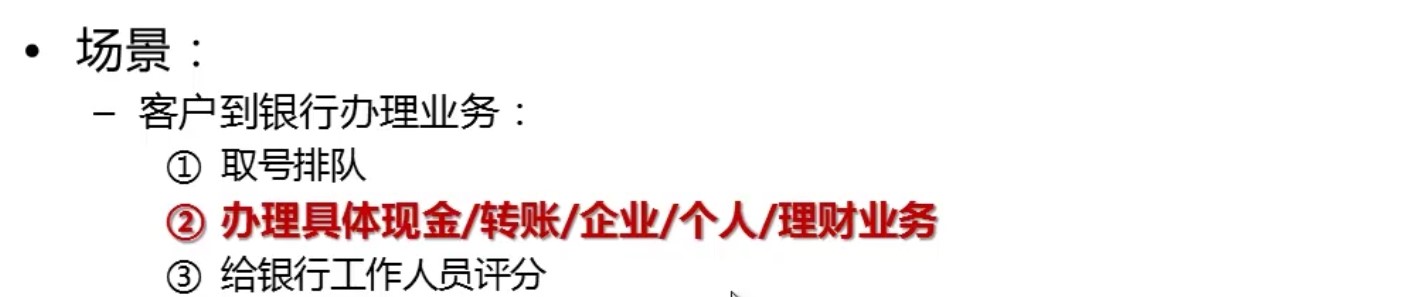 • 场景：
– 客户到银行办理业务：
① 取号排队
② 办理具体现金/转账/企业/个人/理财业务
③ 给银行工作人员评分